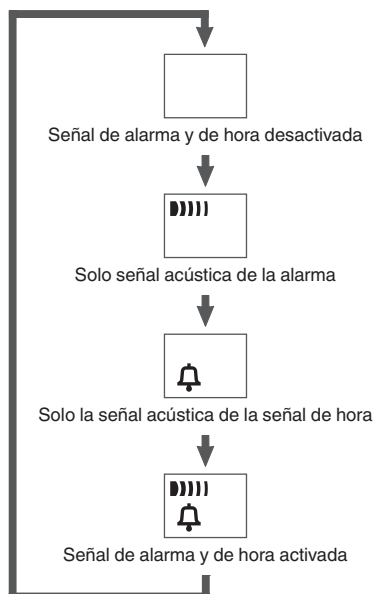 Señal de alarma y de hora desactivada
Solo señal acústica de la alarma
Solo la señal acústica de la señal de hora
Señal de alarma y de hora activada